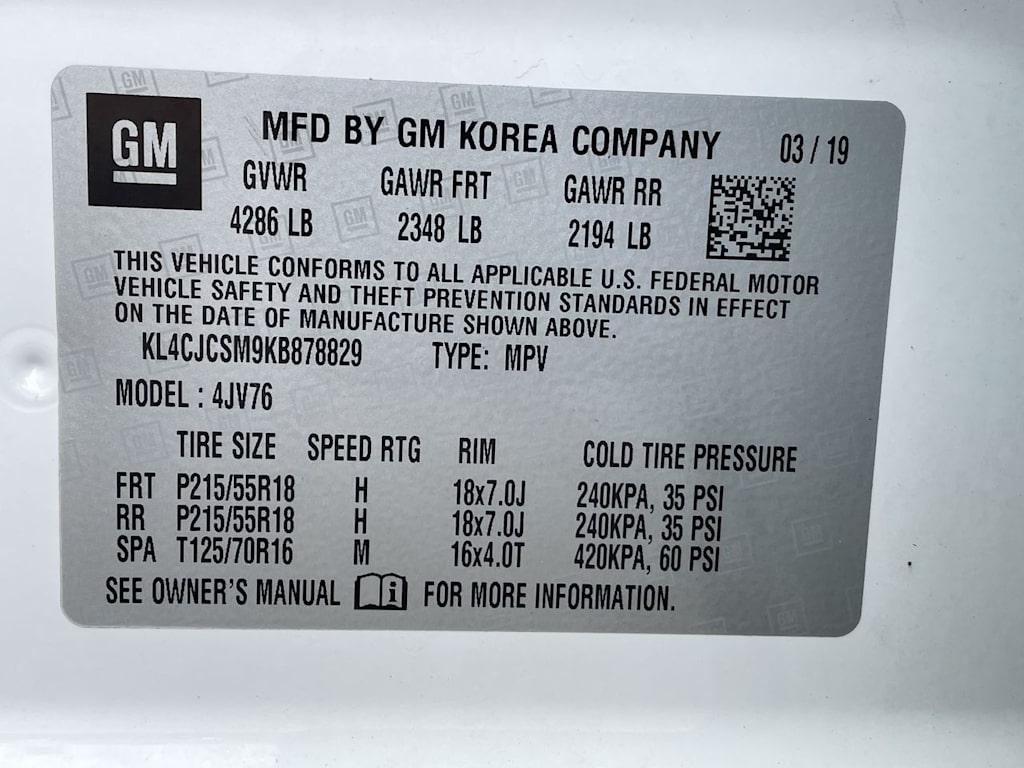 GM
MFD BY GM KOREA COMPANY 03 / 19
GVWR GAWR FRT GAWR RR
4286 LB 2348 LB 2194 LB
THIS VEHICLE CONFORMS TO ALL APPLICABLE U.S. FEDERAL MOTOR
VEHICLE SAFETY AND THEFT PREVENTION STANDARDS IN EFFECT
ON THE DATE OF MANUFACTURE SHOWN ABOVE.
KL4CJCSM9KB878829 TYPE: MPV
MODEL : 4JV76
TIRE SIZE SPEED RTG RIM COLD TIRE PRESSURE
FRT P215/55R18 H 18x7.0J 240KPA, 35 PSI
RR P215/55R18 H 18x7.0J 240KPA, 35 PSI
SPA T125/70R16 M 16x4.0T 420KPA, 60 PSI
SEE OWNER'S MANUAL i FOR MORE INFORMATION.